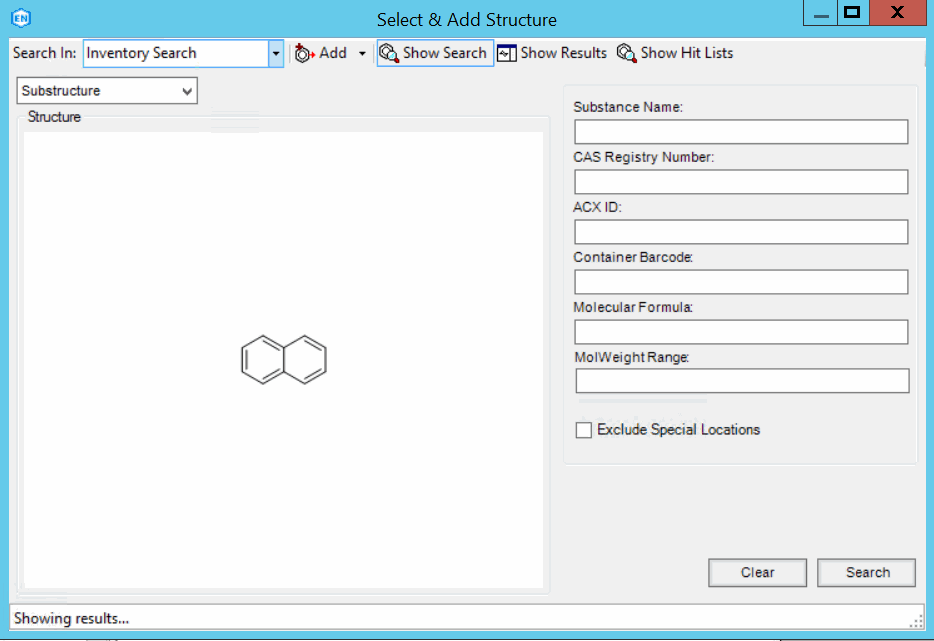 EN
Select & Add Structure
X
Search In: Inventory Search Add Show Search Show Results Show Hit Lists
Substructure
Structure
Substance Name:
CAS Registry Number:
ACX ID:
Container Barcode:
Molecular Formula:
MolWeight Range:
Exclude Special Locations
Clear Search
Showing results...